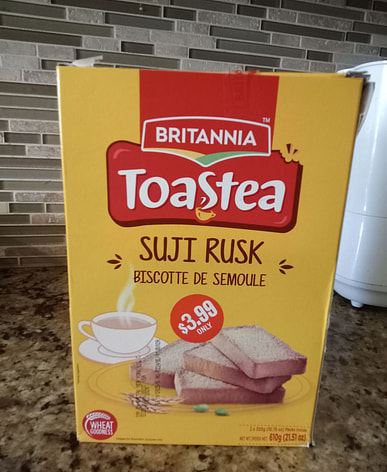 BRITANNIA
TM
Toastea
SUJI RUSK
BISCOTTE DE SEMOULE
$3.99
ONLY
WHEAT
GOODNESS
610g (21.51 oz)